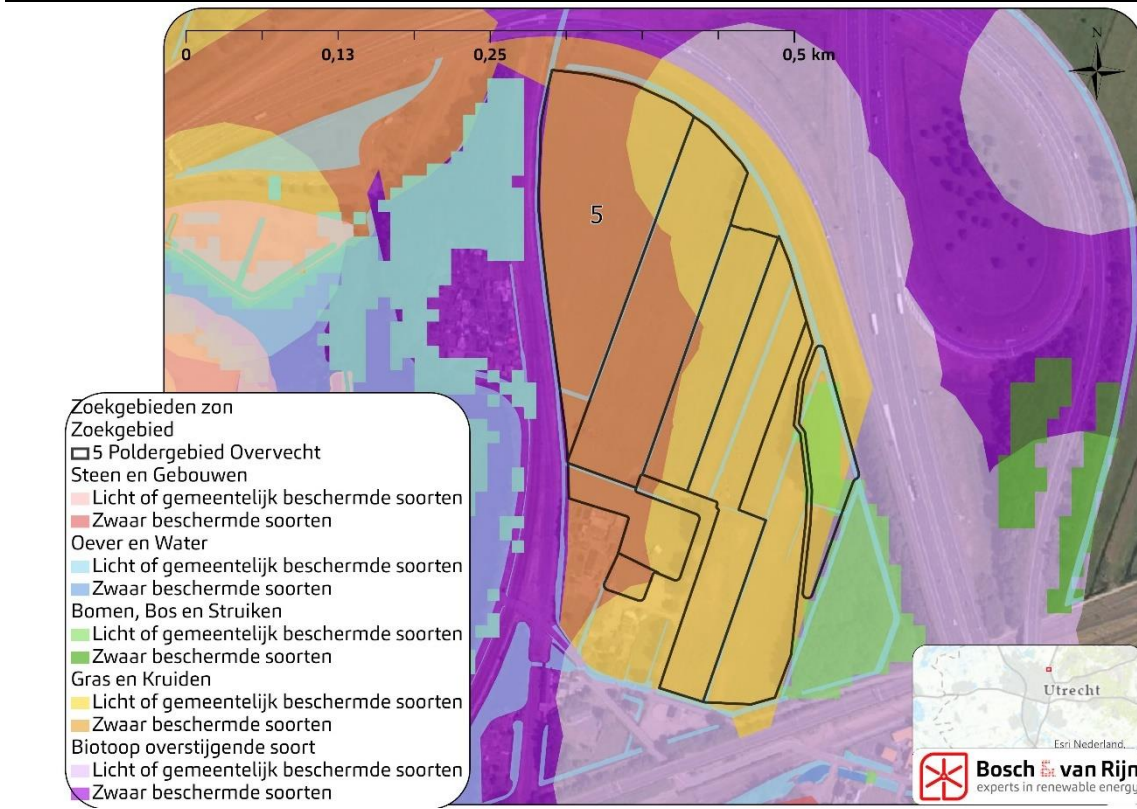 N
0 0,13 0,25 0,5 km
5
Zoekgebieden zon
Zoekgebied
5 Poldergebied Overvecht
Steen en Gebouwen
Licht of gemeentelijk beschermde soorten
Zwaar beschermde soorten
Oever en Water
Licht of gemeentelijk beschermde soorten
Zwaar beschermde soorten
Bomen, Bos en Struiken
Licht of gemeentelijk beschermde soorten
Zwaar beschermde soorten
Gras en Kruiden
Licht of gemeentelijk beschermde soorten
Zwaar beschermde soorten
Biotoop overstijgende soort
Licht of gemeentelijk beschermde soorten
Zwaar beschermde soorten
Utrecht
Esri Nederland,
Bosch & van Rijn
experts in renewable energy